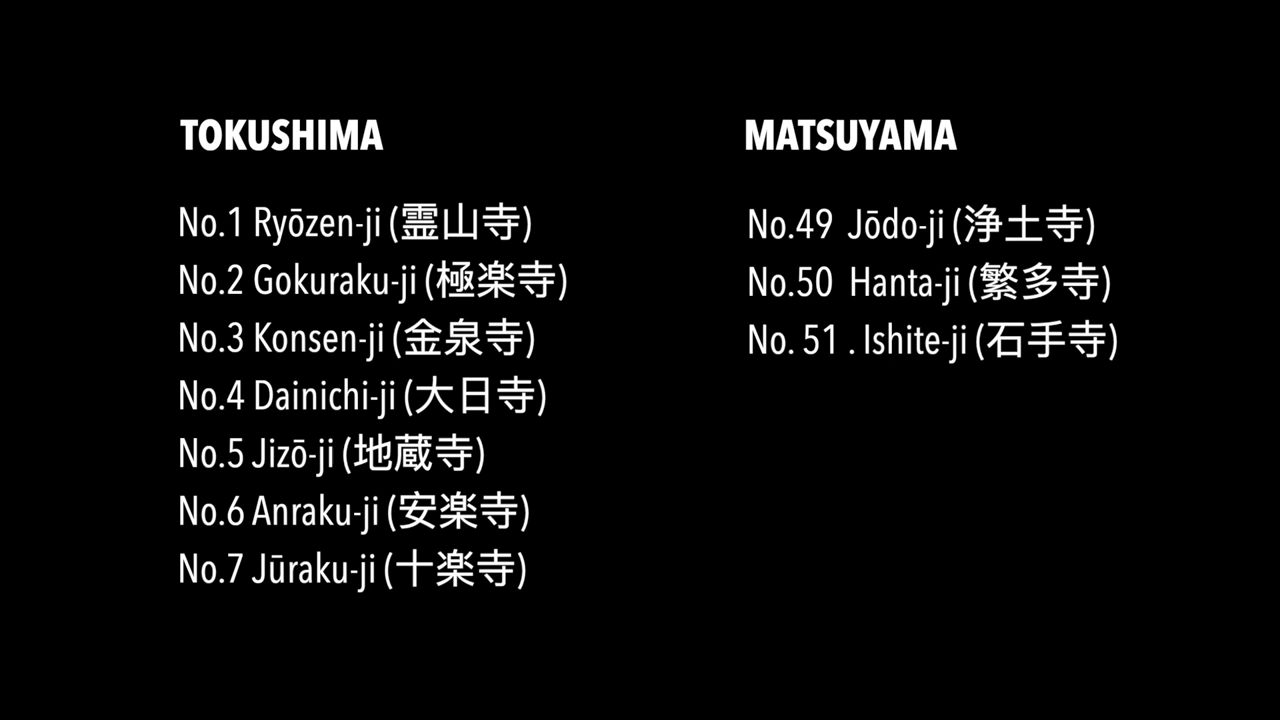 TOKUSHIMA
No.1 Ryōzen-ji (霊山寺)
No.2 Gokuraku-ji (極楽寺)
No.3 Konsen-ji (金泉寺)
No.4 Dainichi-ji (大日寺)
No.5 Jizō-ji (地蔵寺)
No.6 Anraku-ji (安楽寺)
No.7 Jūraku-ji (十楽寺)
MATSUYAMA
No.49 Jōdo-ji (浄土寺)
No.50 Hanta-ji (繁多寺)
No. 51 . Ishite-ji (石手寺)